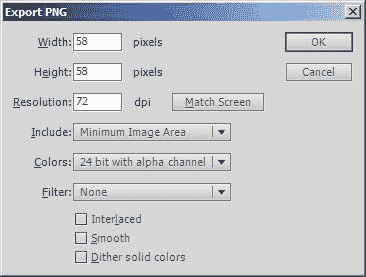 Export PNG
Width: 58 pixels
OK
Height: 58 pixels
Cancel
Resolution: 72 dpi
Match Screen
Include: Minimum Image Area
Colors: 24 bit with alpha channel
Filter: None
Interlaced
Smooth
Dither solid colors